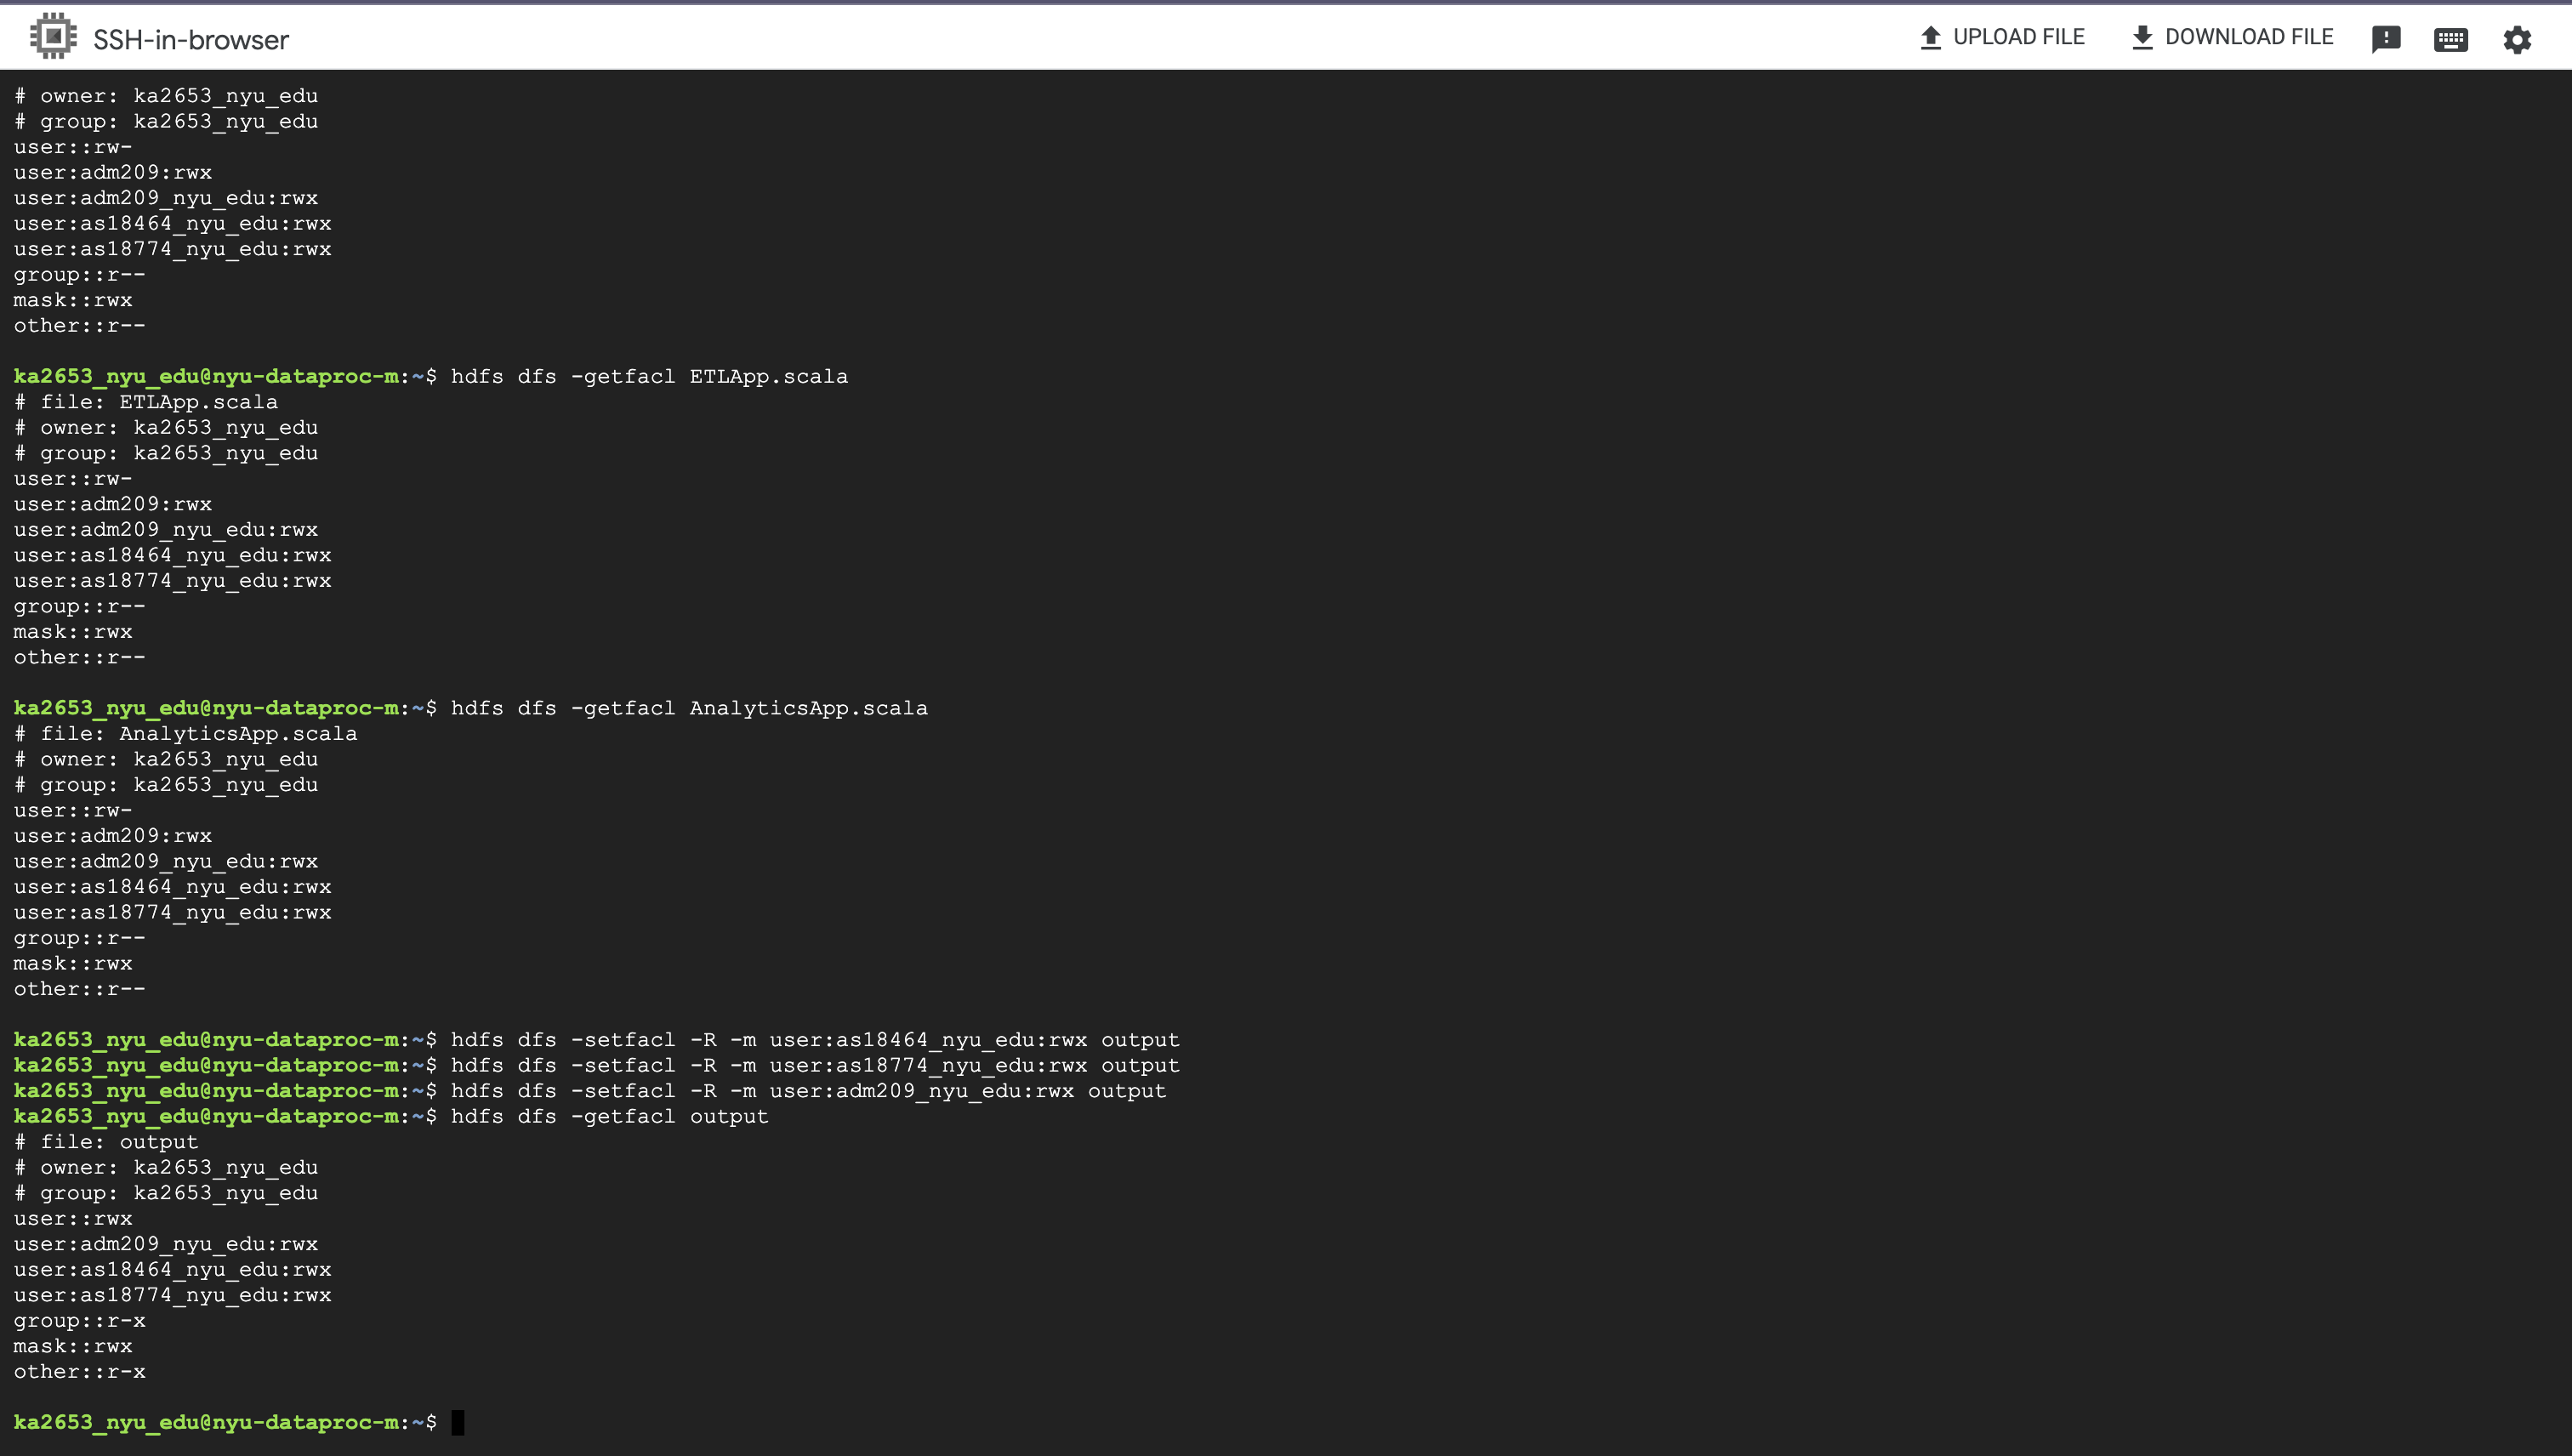 SSH-in-browser
UPLOAD FILE
DOWNLOAD FILE
# owner: ka2653_nyu_edu
# group: ka2653_nyu_edu
user::rw-
user:adm209:rwx
user:adm209_nyu_edu:rwx
user:as18464_nyu_edu:rwx
user:as18774_nyu_edu:rwx
group::r--
mask::rwx
other::r--
ka2653_nyu_edu@nyu-dataproc-m:~$ hdfs dfs -getfacl ETLApp.scala
# file: ETLApp.scala
# owner: ka2653_nyu_edu
# group: ka2653_nyu_edu
user::rw-
user:adm209:rwx
user:adm209_nyu_edu:rwx
user:as18464_nyu_edu:rwx
user:as18774_nyu_edu:rwx
group::r--
mask::rwx
other::r--
ka2653_nyu_edu@nyu-dataproc-m:~$ hdfs dfs -getfacl AnalyticsApp.scala
# file: AnalyticsApp.scala
# owner: ka2653_nyu_edu
# group: ka2653_nyu_edu
user::rw-
user:adm209:rwx
user:adm209_nyu_edu:rwx
user:as18464_nyu_edu:rwx
user:as18774_nyu_edu:rwx
group::r--
mask::rwx
other::r--
ka2653_nyu_edu@nyu-dataproc-m:~$ hdfs dfs -setfacl -R -m user:as18464_nyu_edu:rwx output
ka2653_nyu_edu@nyu-dataproc-m:~$ hdfs dfs -setfacl -R -m user:as18774_nyu_edu:rwx output
ka2653_nyu_edu@nyu-dataproc-m:~$ hdfs dfs -setfacl -R -m user:adm209_nyu_edu:rwx output
ka2653_nyu_edu@nyu-dataproc-m:~$ hdfs dfs -getfacl output
# file: output
# owner: ka2653_nyu_edu
# group: ka2653_nyu_edu
user::rwx
user:adm209_nyu_edu:rwx
user:as18464_nyu_edu:rwx
user:as18774_nyu_edu:rwx
group::r-x
mask::rwx
other::r-x
ka2653_nyu_edu@nyu-dataproc-m:~$